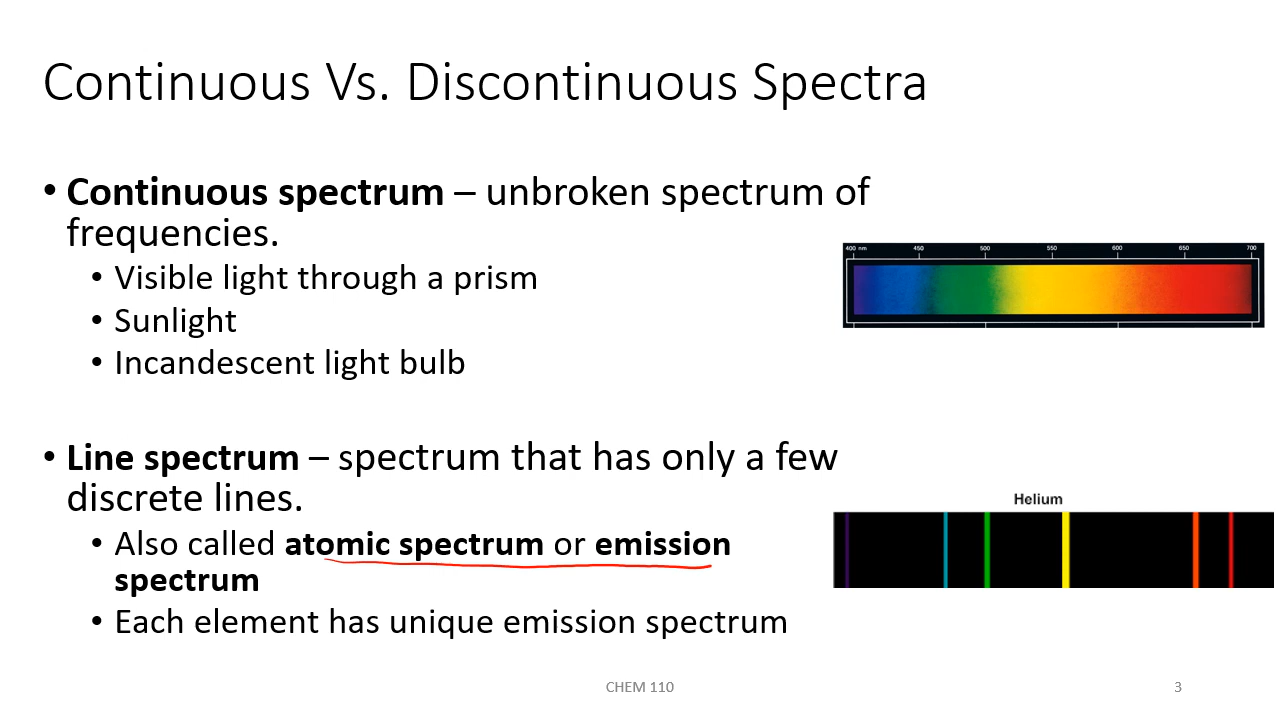 Continuous Vs. Discontinuous Spectra
• Continuous spectrum – unbroken spectrum of
frequencies.
• Visible light through a prism
• Sunlight
• Incandescent light bulb
400 nm 450 500 550 600 650 700
• Line spectrum – spectrum that has only a few
discrete lines.
• Also called atomic spectrum or emission
spectrum
• Each element has unique emission spectrum
Helium
CHEM 110
3